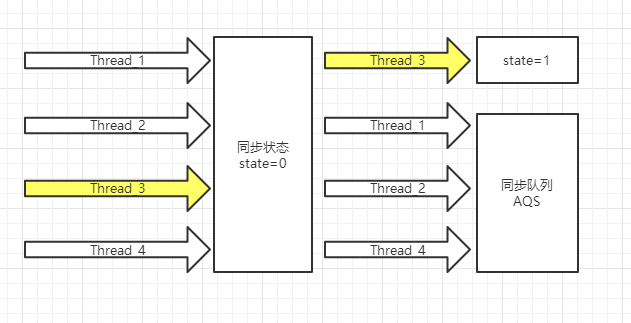 Thread_1
Thread_2
Thread_3
Thread_4
同步状态
state=0
Thread_3
Thread_1
Thread_2
Thread_4
state=1
同步队列
AQS